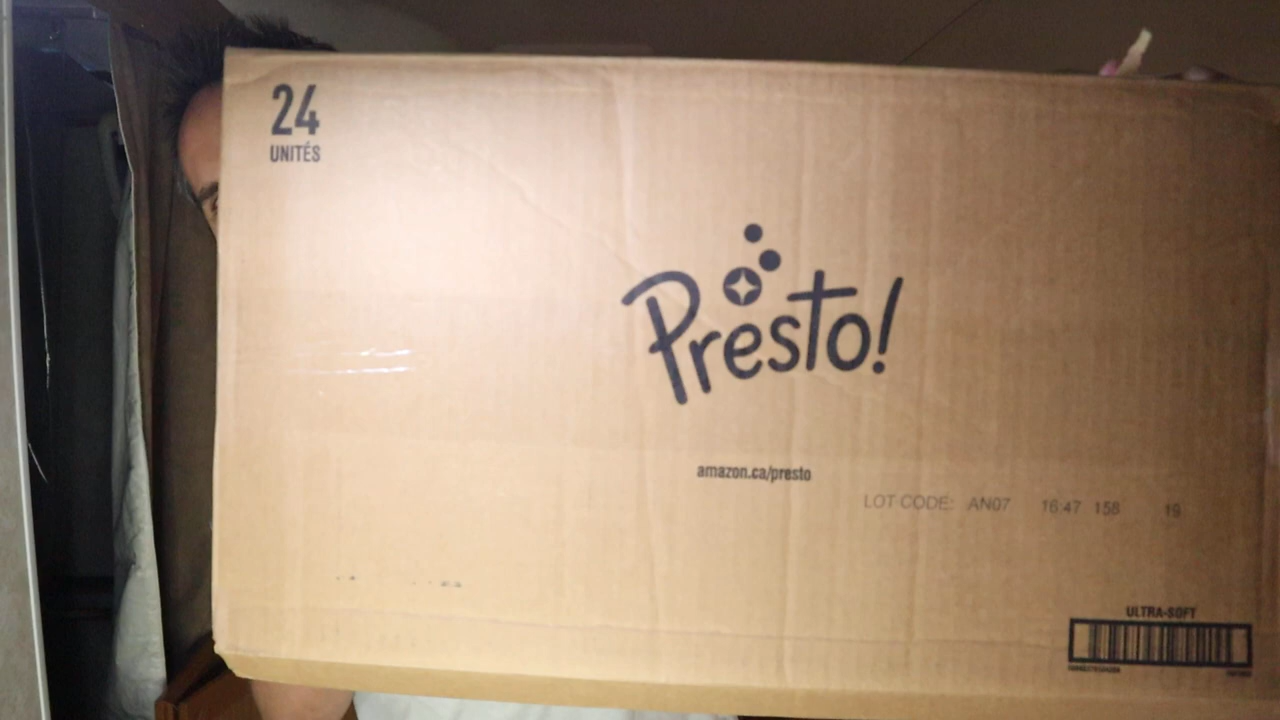 24
UNITÉS
Presto!
amazon.ca/presto
LOT CODE: AN07 16:47 158 19
ULTRA-SOFT